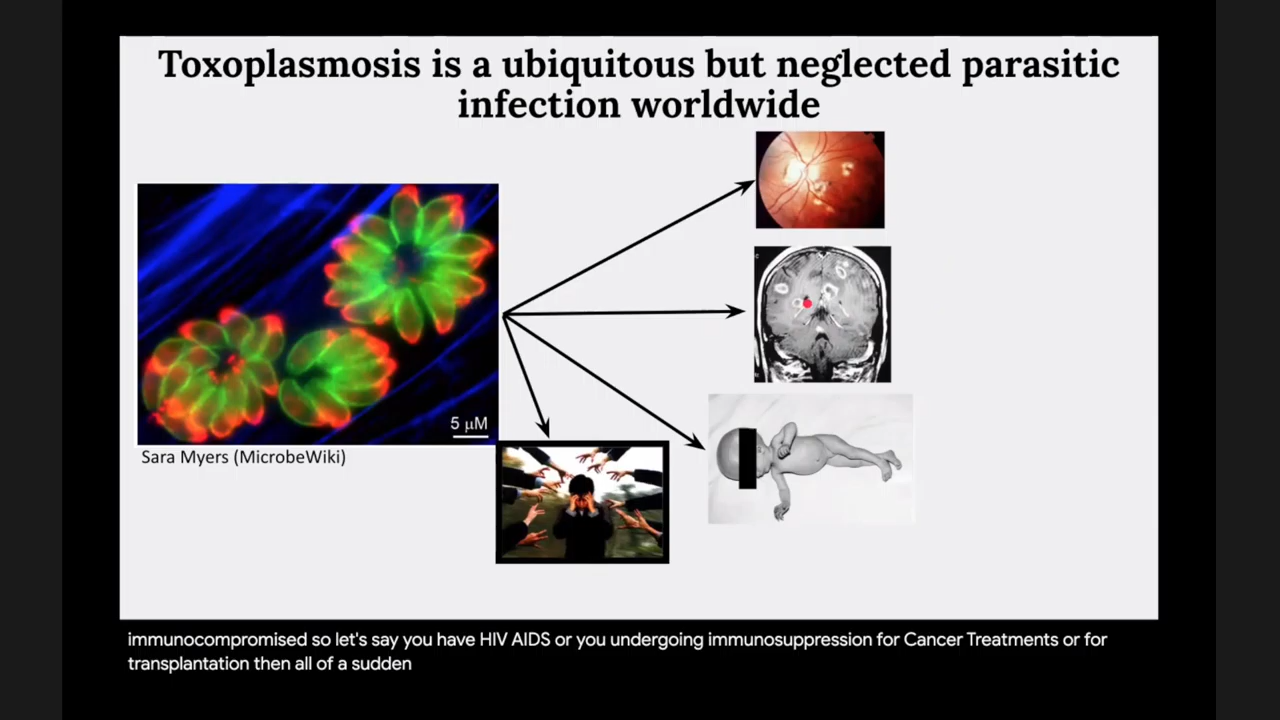 Toxoplasmosis is a ubiquitous but neglected parasitic
infection worldwide
5 μM
Sara Myers (MicrobeWiki)
immunocompromised so let's say you have HIV AIDS or you undergoing immunosuppression for Cancer Treatments or for
transplantation then all of a sudden